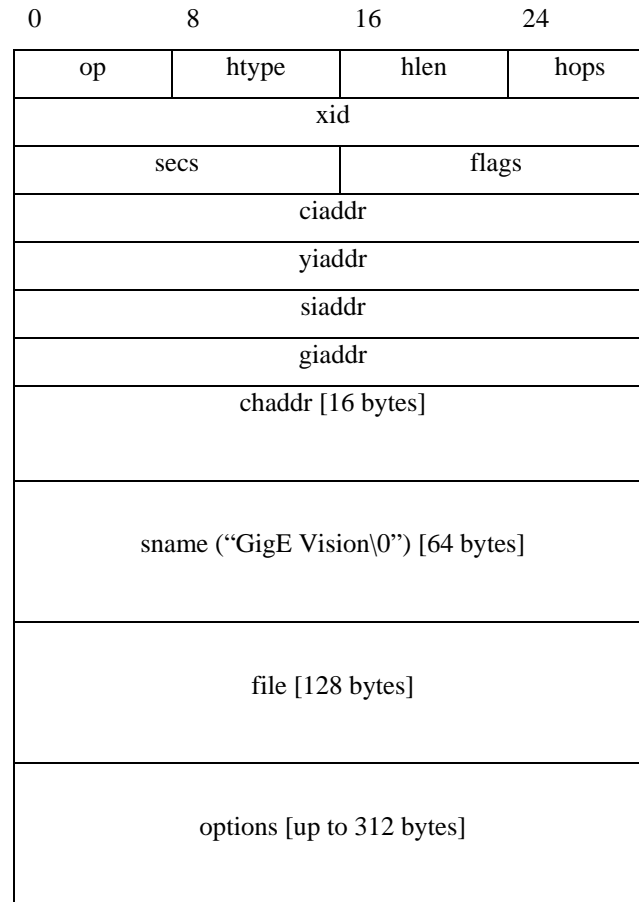 0 8 16 24
op htype hlen hops
xid
secs flags
ciaddr
yiaddr
siaddr
giaddr
chaddr [16 bytes]
sname (“GigE Vision\0”) [64 bytes]
file [128 bytes]
options [up to 312 bytes]